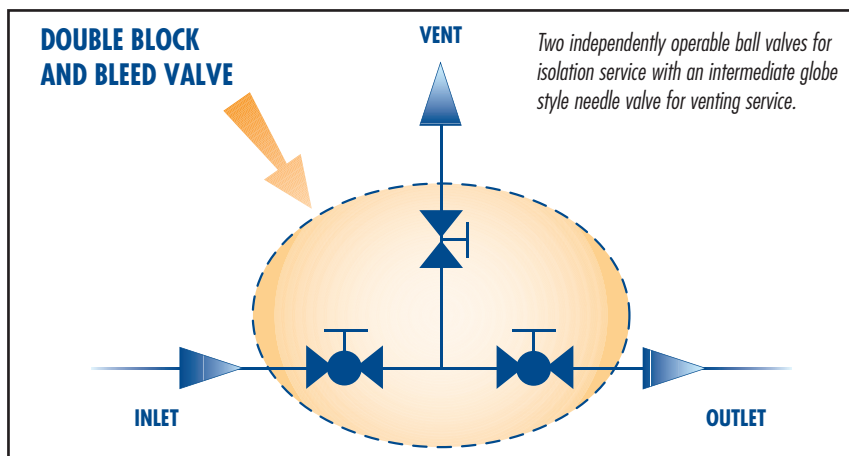 DOUBLE BLOCK
AND BLEED VALVE
VENT
Two independently operable ball valves for
isolation service with an intermediate globe
style needle valve for venting service.
INLET
OUTLET